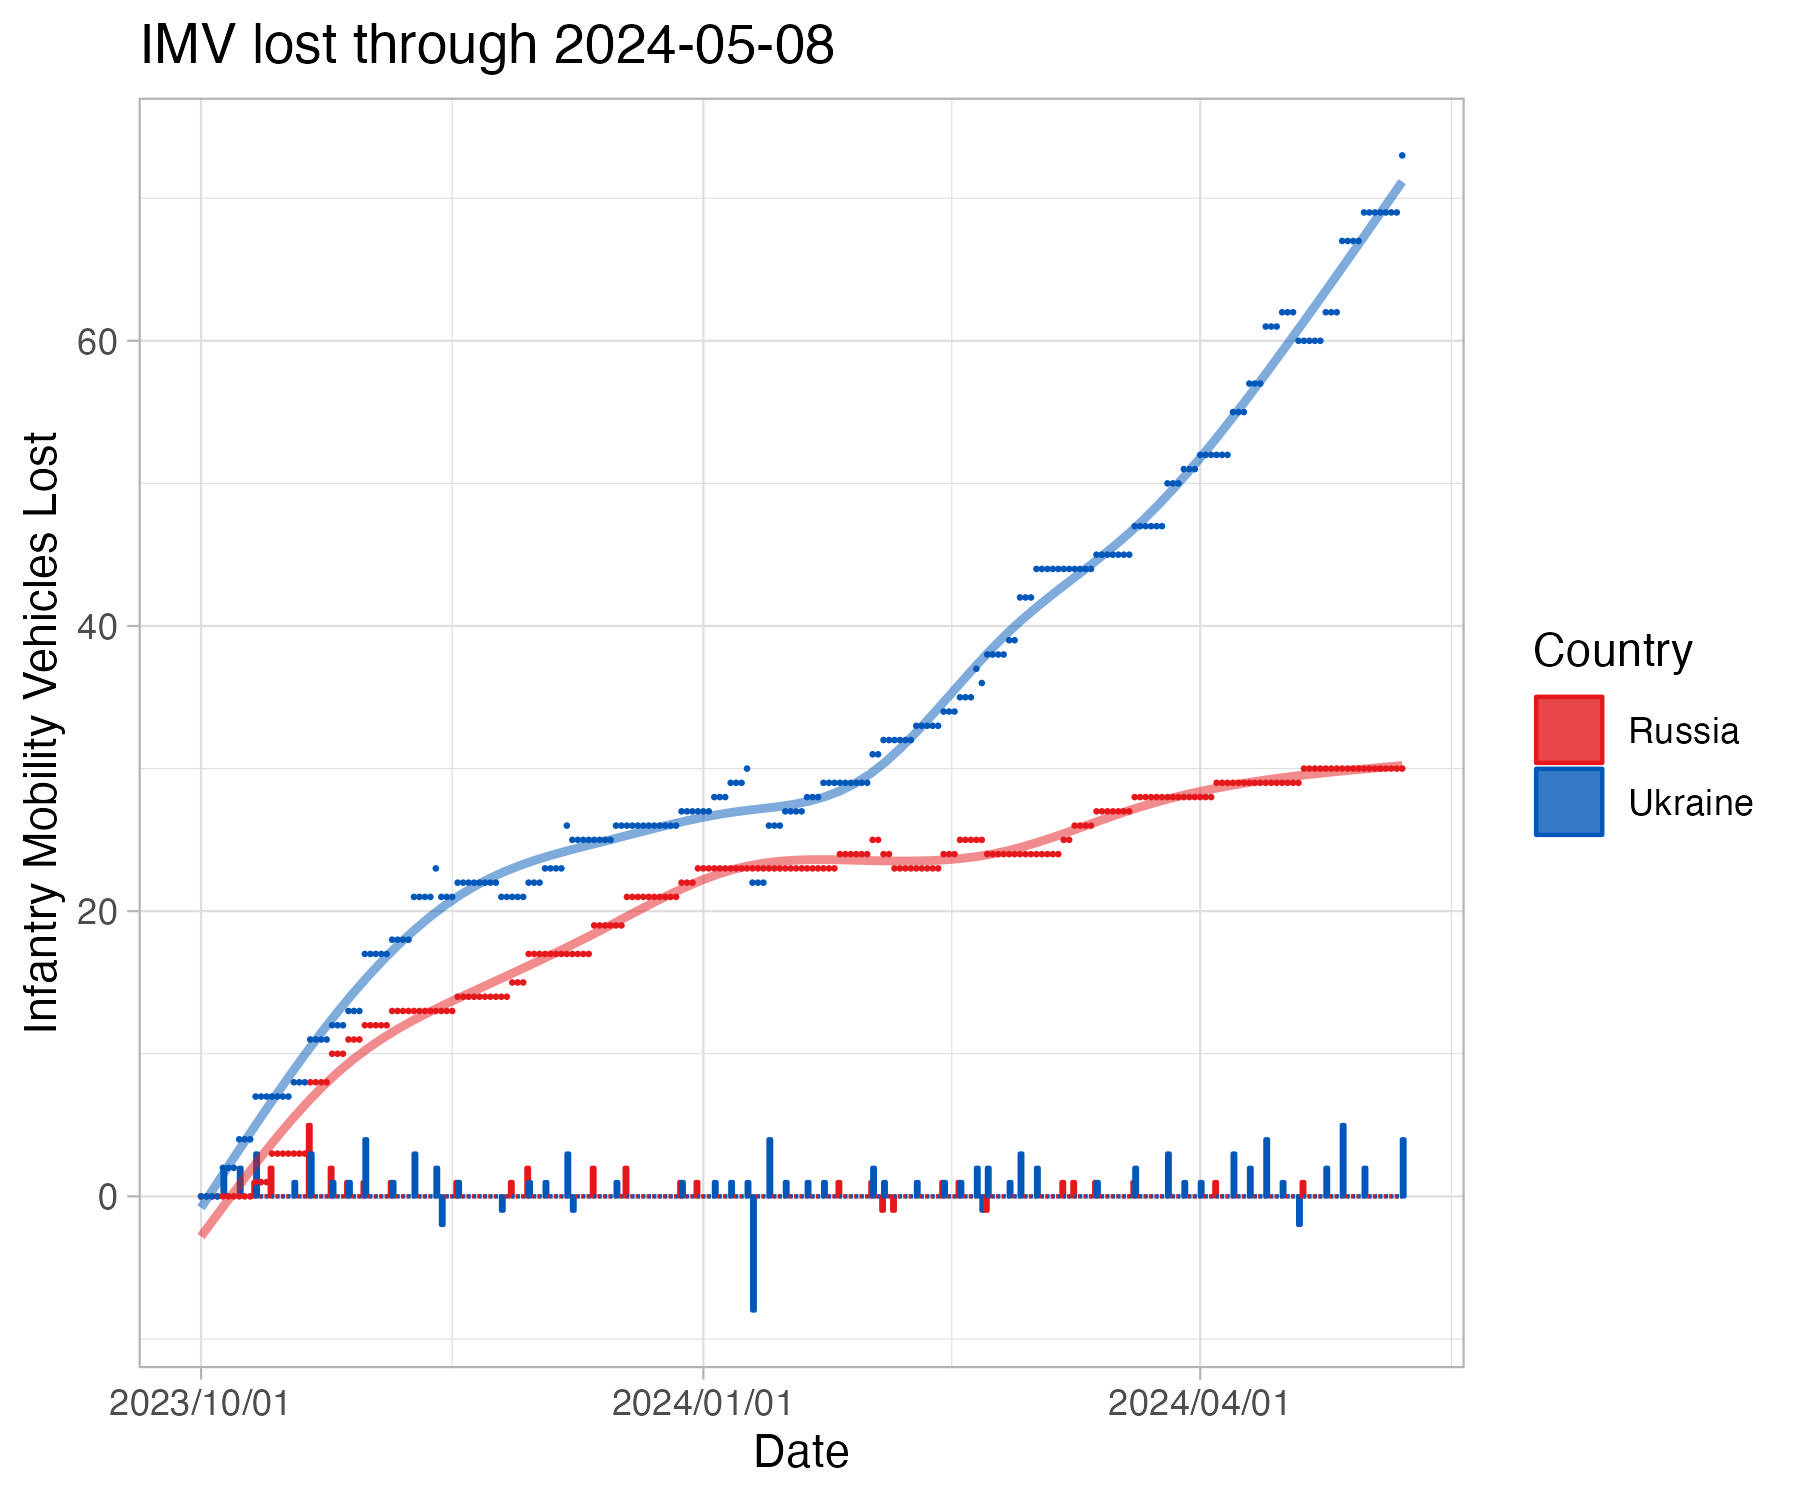 IMV lost through 2024-05-08
Infantry Mobility Vehicles Lost
60
40
20
0
2023/10/01
2024/01/01
2024/04/01
Date
Country
Russia
Ukraine